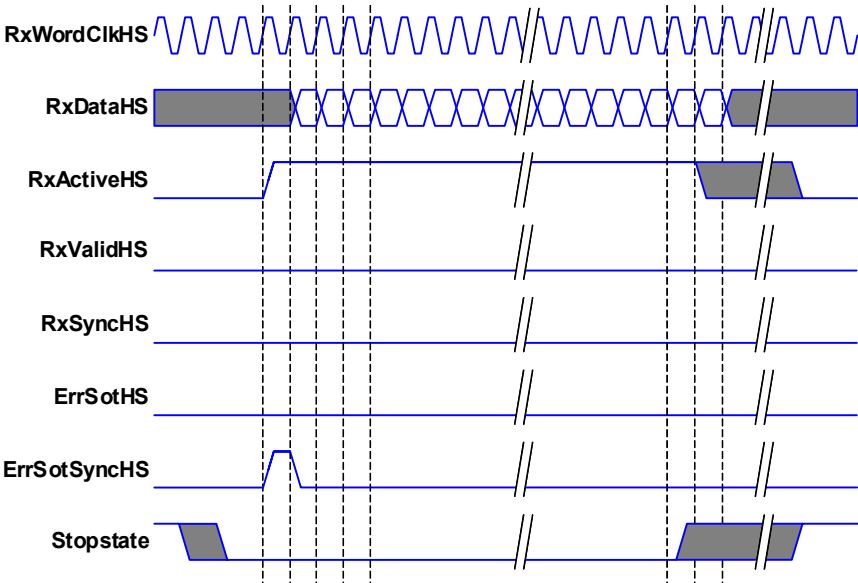 RxWordClkHS
RxDataHS
RxActiveHS
RxValidHS
RxSyncHS
ErrSotHS
ErrSotSyncHS
Stopstate